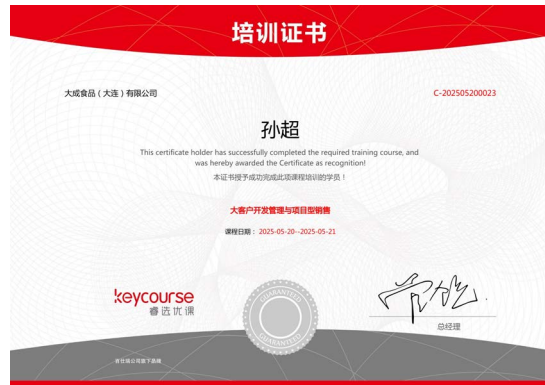 培训证书
大成食品（大连）有限公司
C-202505200023
孙超
This certificate holder has successfully completed the required training course, and
was hereby awarded the Certificate as recognition!
本证书授予成功完成此项课程培训的学员！
大客户开发管理与项目型销售
课程日期： 2025-05-20--2025-05-21
keycourse
睿选优课
GUARANTEED
GUARANTEED
总经理